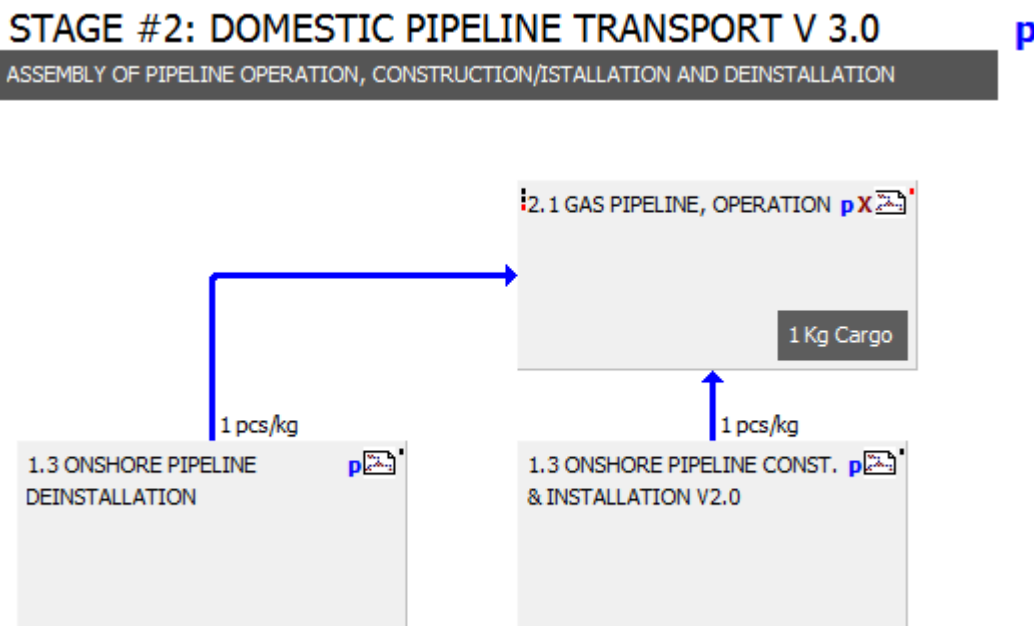 STAGE #2: DOMESTIC PIPELINE TRANSPORT V 3.0
p
ASSEMBLY OF PIPELINE OPERATION, CONSTRUCTION/ISTALLATION AND DEINSTALLATION
2.1 GAS PIPELINE, OPERATION p X
1 Kg Cargo
1 pcs/kg
1 pcs/kg
1.3 ONSHORE PIPELINE p
DEINSTALLATION
1.3 ONSHORE PIPELINE CONST. p
& INSTALLATION V2.0